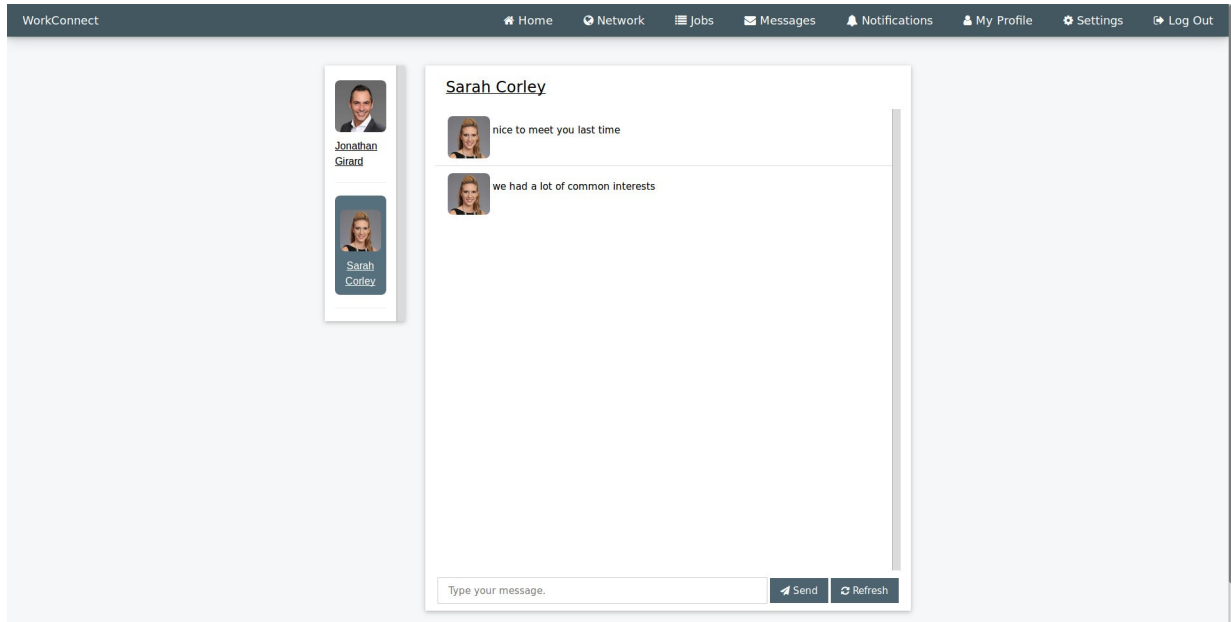 WorkConnect Home Network Jobs Messages Notifications My Profile Settings Log Out
Jonathan
Girard
Sarah
Corley
Sarah Corley
nice to meet you last time
we had a lot of common interests
Type your message. Send Refresh